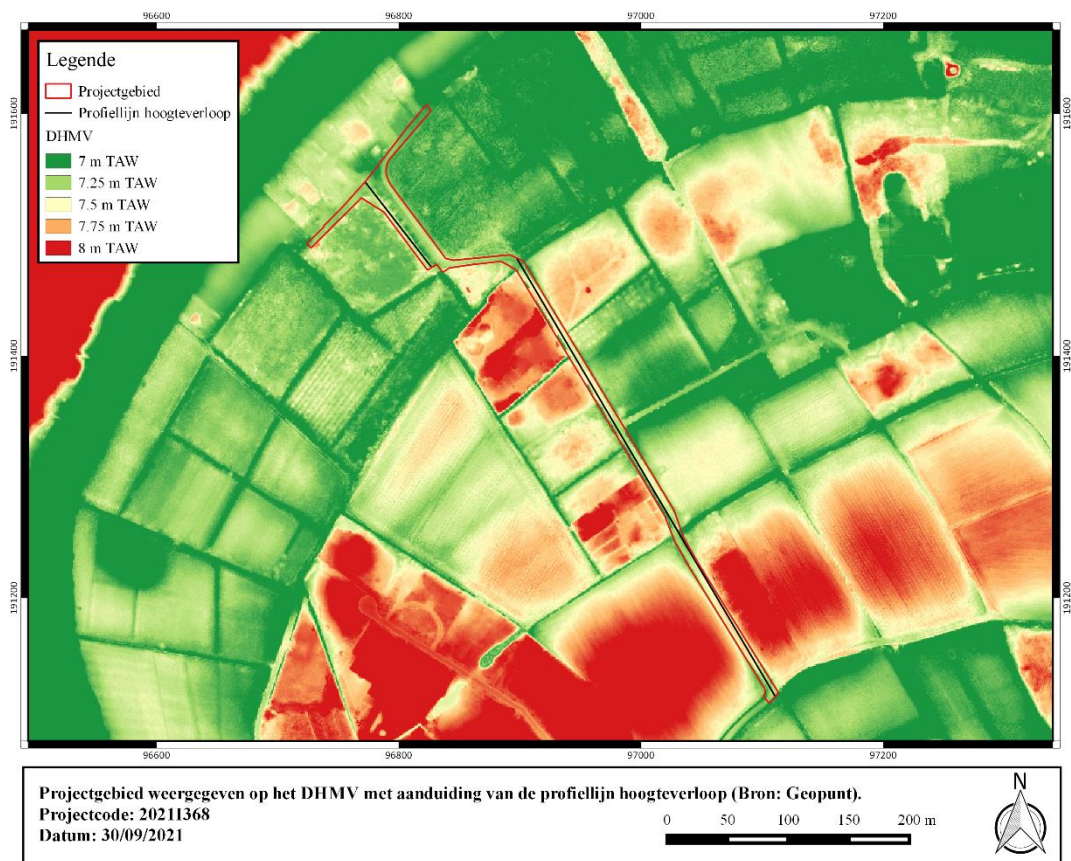 96600
96800
97000
97200
Legende
Projectgebied
Profiellijn hoogteverloop
DHMV
7 m TAW
7.25 m TAW
7.5 m TAW
7.75 m TAW
8 m TAW
191600
191600
191400
191400
191200
191200
96600
96800
97000
97200
Projectgebied weergegeven op het DHMV met aanduiding van de profiellijn hoogteverloop (Bron: Geopunt).
Projectcode: 2021I368
Datum: 30/09/2021
0 50 100 150 200 m
N